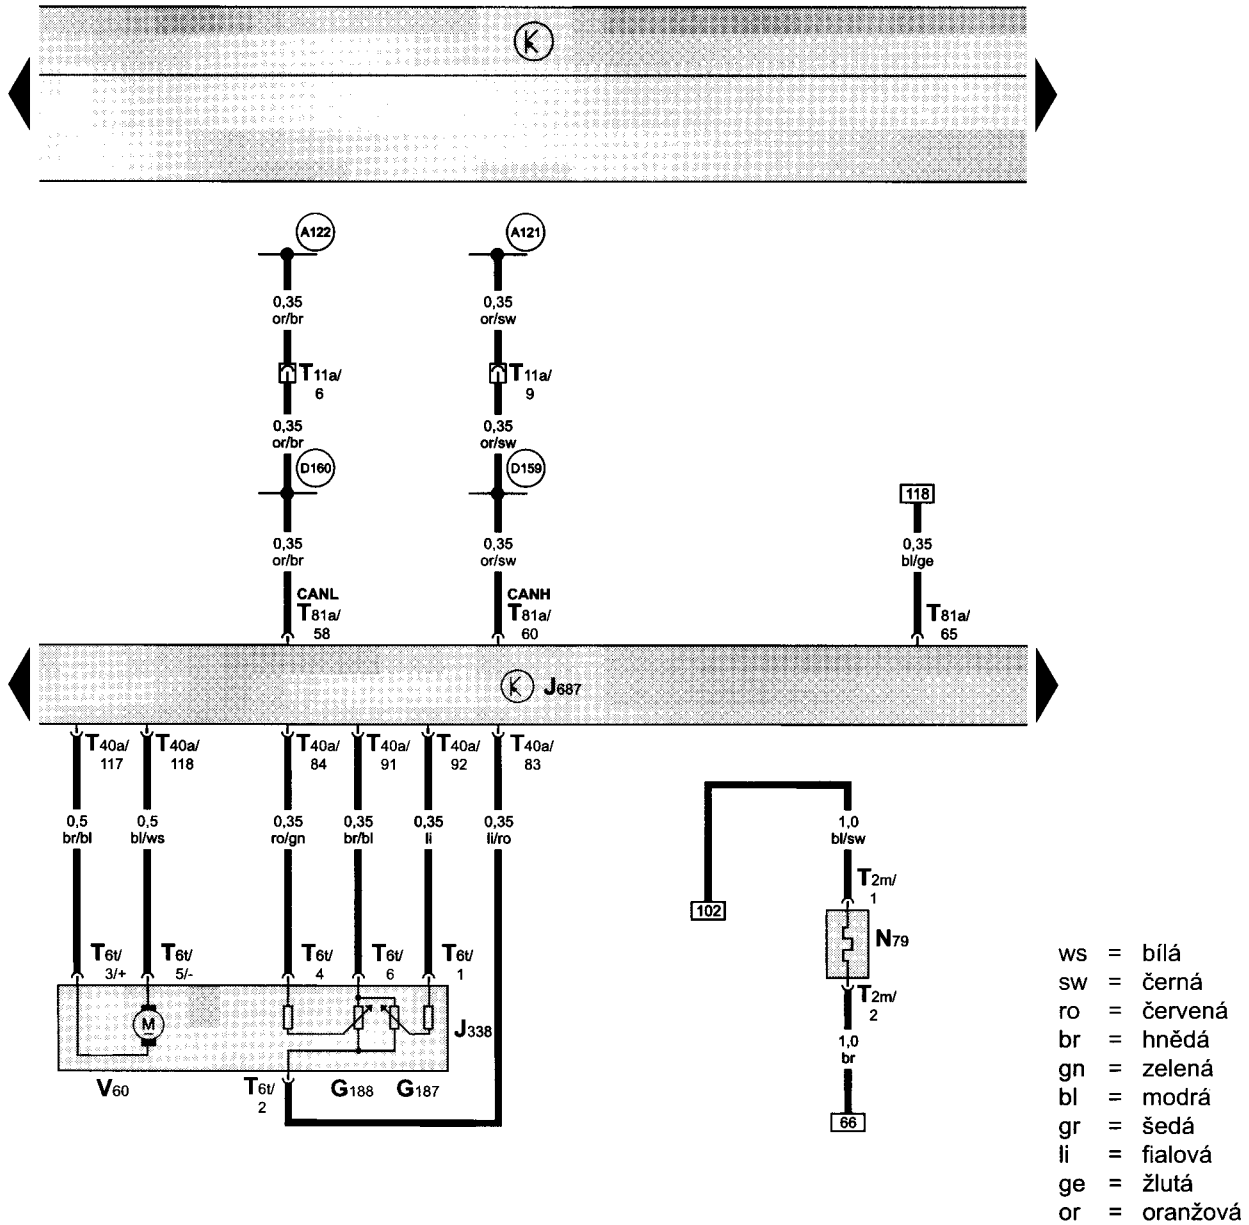 K
A122
A121
0,35
or/br
0,35
or/sw
T11a/
6
T11a/
9
0,35
or/br
0,35
or/sw
D160
D159
118
0,35
or/br
0,35
or/sw
0,35
bl/ge
CANL
T81a/
58
CANH
T81a/
60
T81a/
65
K J687
T40a/
117
T40a/
118
T40a/
84
T40a/
91
T40a/
92
T40a/
83
0,5
br/bl
0,5
bl/ws
0,35
ro/gn
0,35
br/bl
0,35
li
0,35
li/ro
1,0
bl/sw
T2m/
1
102
N79
T6t/
3/+
T6t/
5/-
T6t/
4
T6t/
6
T6t/
1
T2m/
2
M
J338
1,0
br
V60
T6t/
2
G188
G187
66
ws = bílá
sw = černá
ro = červená
br = hnědá
gn = zelená
bl = modrá
gr = šedá
li = fialová
ge = žlutá
or = oranžová